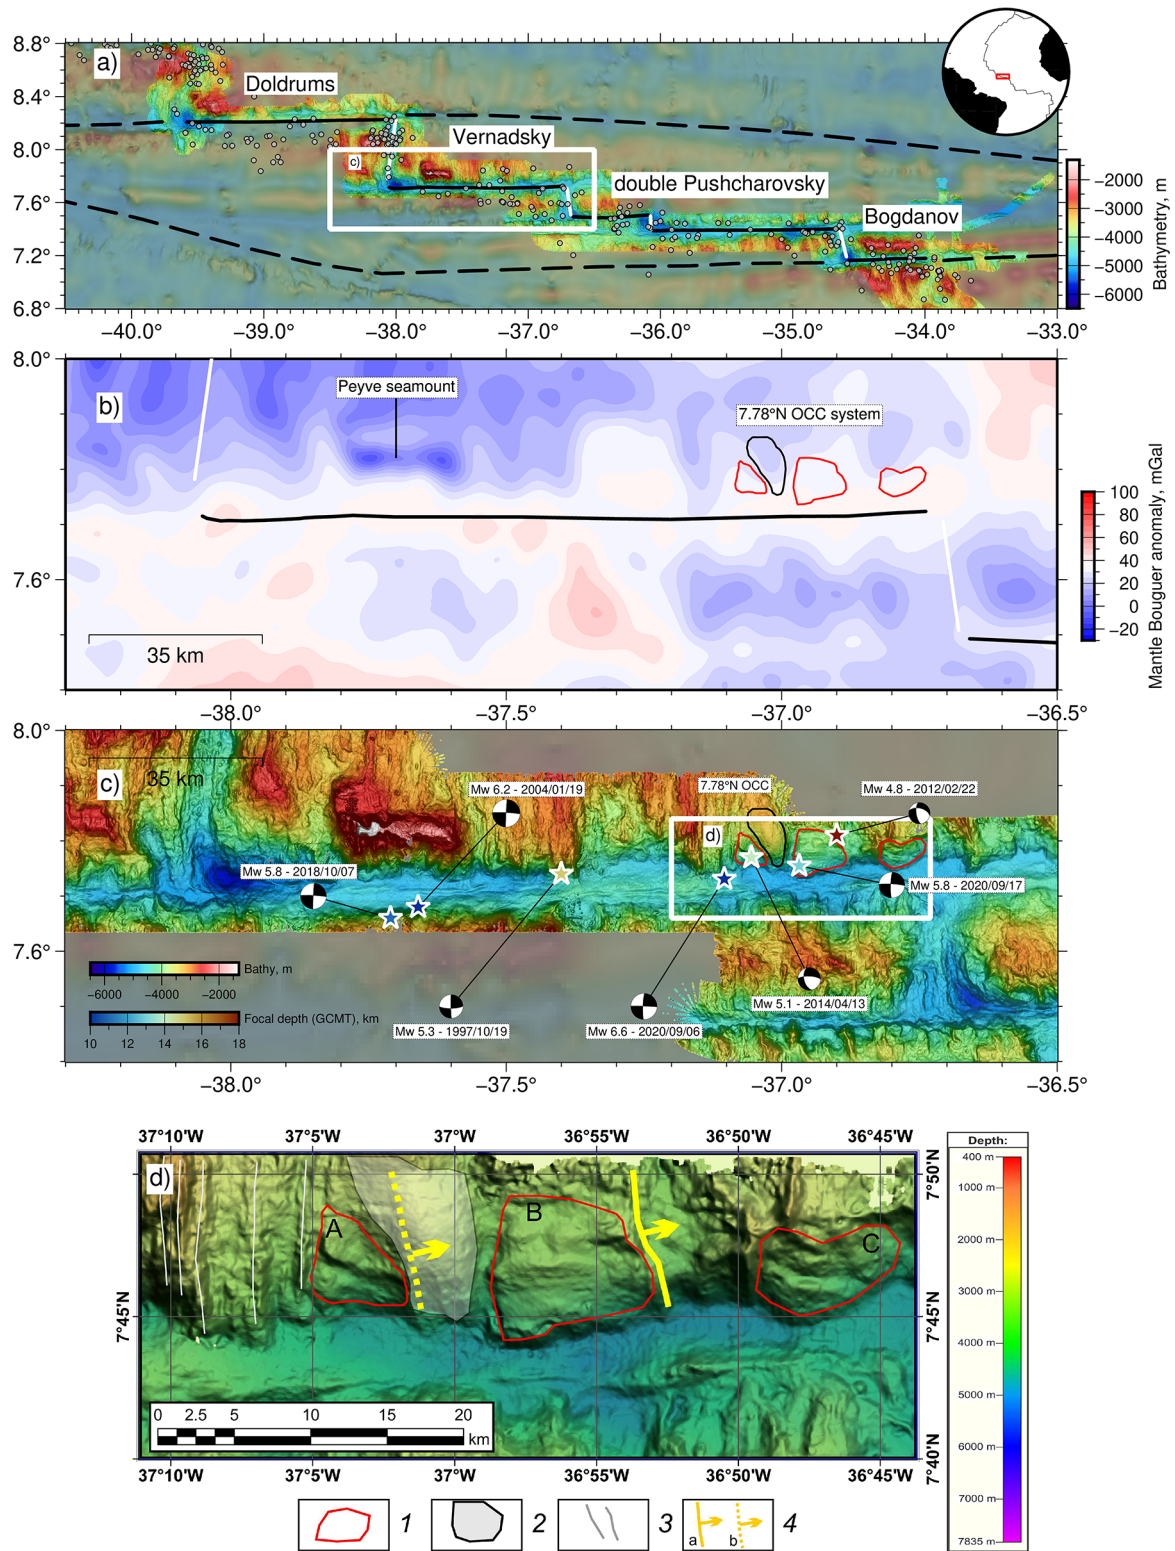 8.8°
8.4°
8.0°
7.6°
7.2°
6.8°
a)
Doldrums
Vernadsky
c)
double Pushcharovsky
Bogdanov
−40.0°
−39.0°
−38.0°
−37.0°
−36.0°
−35.0°
−34.0°
−33.0°
−2000
−3000
−4000
−5000
−6000
Bathymetry, m
8.0°
7.6°
b)
Peyve seamount
7.78°N OCC system
35 km
−38.0°
−37.5°
−37.0°
−36.5°
100
80
60
40
20
0
−20
Mantle Bouguer anomaly, mGal
8.0°
7.6°
c)
35 km
Mw 6.2 - 2004/01/19
7.78°N OCC
Mw 4.8 - 2012/02/22
d)
Mw 5.8 - 2018/10/07
Mw 5.8 - 2020/09/17
Mw 5.1 - 2014/04/13
Mw 5.3 - 1997/10/19
Mw 6.6 - 2020/09/06
Bathy, m
−6000
−4000
−2000
Focal depth (GCMT), km
10
12
14
16
18
−38.0°
−37.5°
−37.0°
−36.5°
37°10'W
37°5'W
37°W
36°55'W
36°50'W
36°45'W
d)
A
B
C
7°50'N
7°45'N
7°45'N
7°40'N
0
2.5
5
10
15
20
km
37°10'W
37°5'W
37°W
36°55'W
36°50'W
36°45'W
Depth:
400 m
1000 m
2000 m
3000 m
4000 m
5000 m
6000 m
7000 m
7835 m
1
2
3
a
b
4